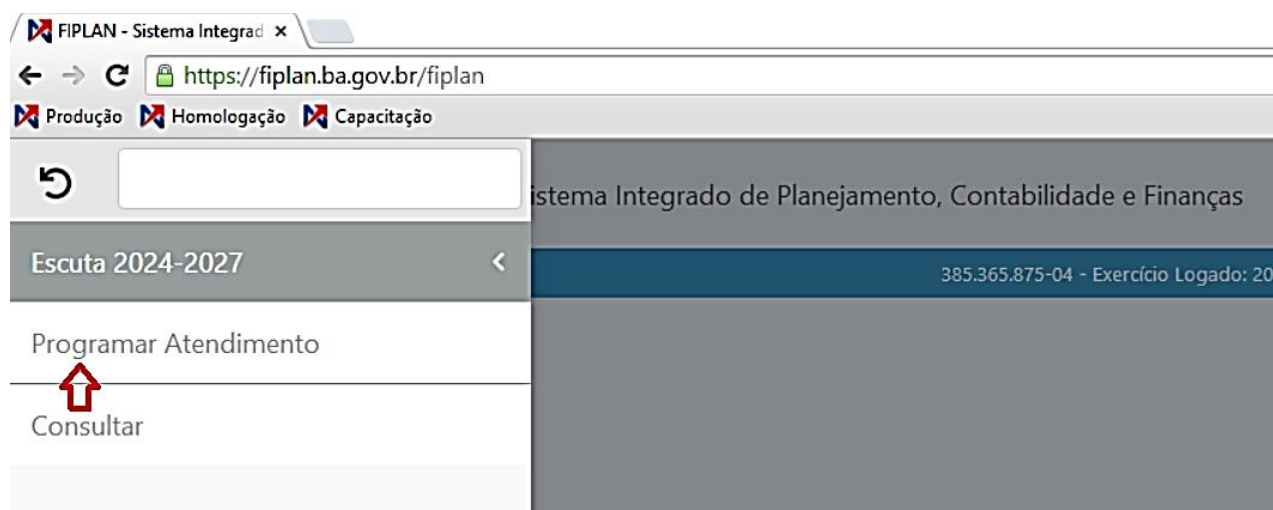 FIPLAN - Sistema Integrad
https://fiplan.ba.gov.br/fiplan
Produção Homologação Capacitação
istema Integrado de Planejamento, Contabilidade e Finanças
Escuta 2024-2027
385.365.875-04 - Exercício Logado: 20
Programar Atendimento
Consultar